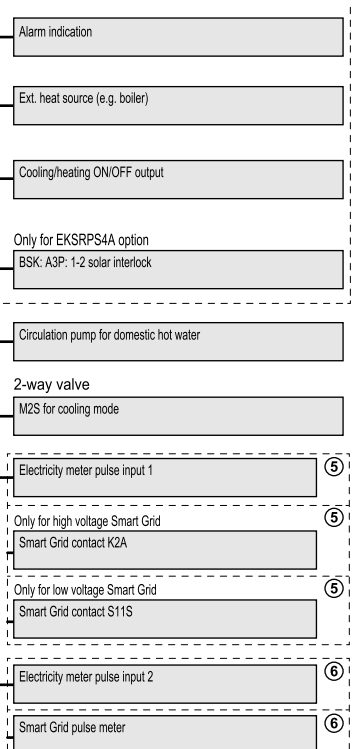 Alarm indication
Ext. heat source (e.g. boiler)
Cooling/heating ON/OFF output
Only for EKSRPS4A option
BSK: A3P: 1-2 solar interlock
Circulation pump for domestic hot water
2-way valve
M2S for cooling mode
Electricity meter pulse input 1
5
Only for high voltage Smart Grid
5
Smart Grid contact K2A
Only for low voltage Smart Grid
5
Smart Grid contact S11S
Electricity meter pulse input 2
6
Smart Grid pulse meter
6